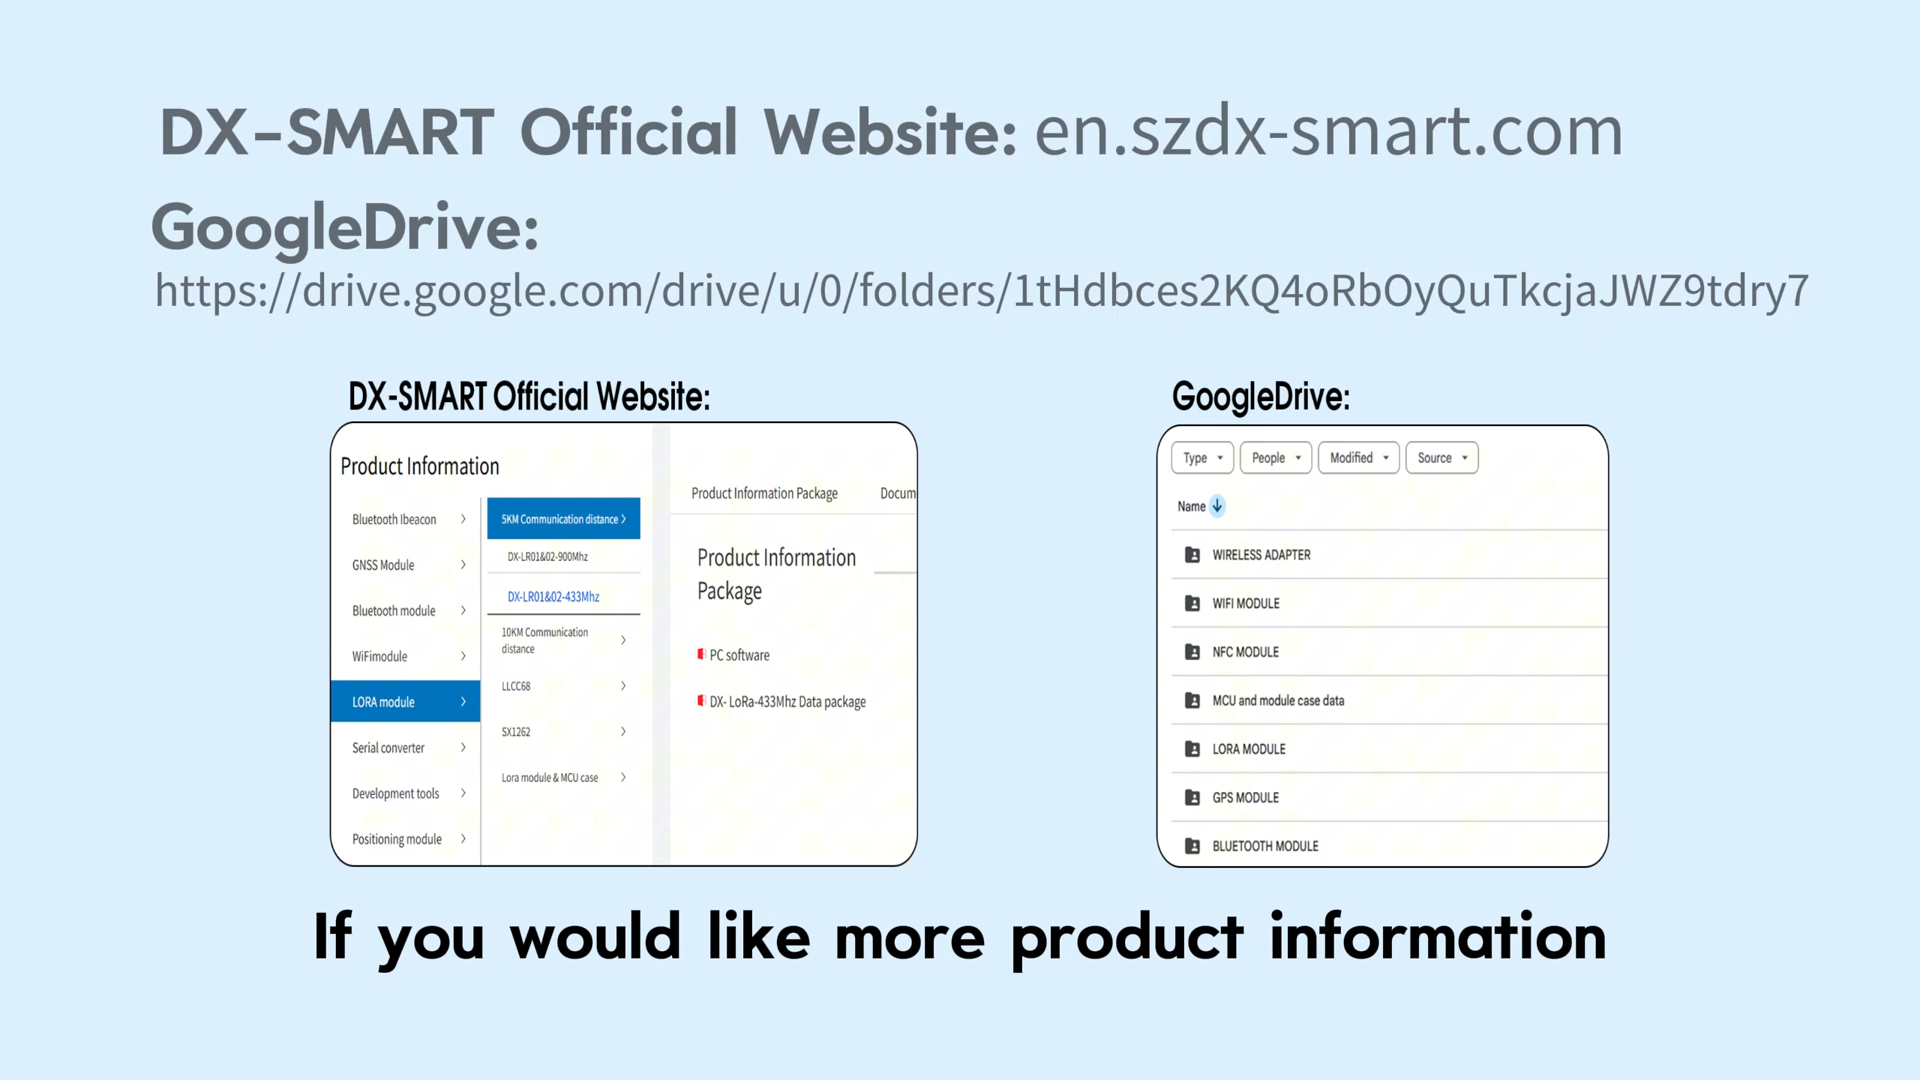 DX-SMART Official Website: en.szdx-smart.com
GoogleDrive:
https://drive.google.com/drive/u/0/folders/1tHdbces2KQ4oRbOyQuTkcjaJWZ9tdry7
DX-SMART Official Website:
Product Information
Bluetooth Ibeacon
GNSS Module
Bluetooth module
WiFimodule
LORA module
Serial converter
Development tools
Positioning module
5KM Communication distance
DX-LR01&02-900Mhz
DX-LR01&02-433Mhz
10KM Communication
distance
LLCC68
SX1262
Lora module & MCU case
Product Information Package
Docum
Product Information
Package
PC software
DX- LoRa-433Mhz Data package
GoogleDrive:
Type
People
Modified
Source
Name
WIRELESS ADAPTER
WIFI MODULE
NFC MODULE
MCU and module case data
LORA MODULE
GPS MODULE
BLUETOOTH MODULE
If you would like more product information